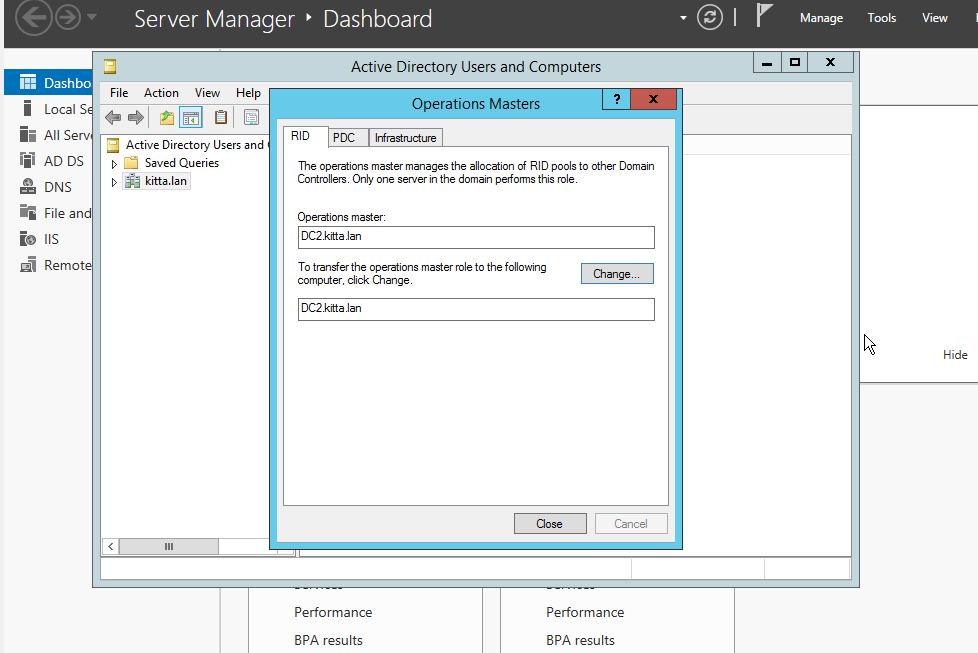 Server Manager ‣ Dashboard
Manage Tools View
Active Directory Users and Computers
File Action View Help
Operations Masters
?
RID PDC Infrastructure
The operations master manages the allocation of RID pools to other Domain
Controllers. Only one server in the domain performs this role.
Operations master:
DC2.kitta.lan
To transfer the operations master role to the following
computer, click Change.
Change...
DC2.kitta.lan
Close Cancel
Active Directory Users and
Saved Queries
kitta.lan
Dashbo
Local Se
All Serve
AD DS
DNS
File and
IIS
Remote
Hide
Performance Performance
BPA results BPA results